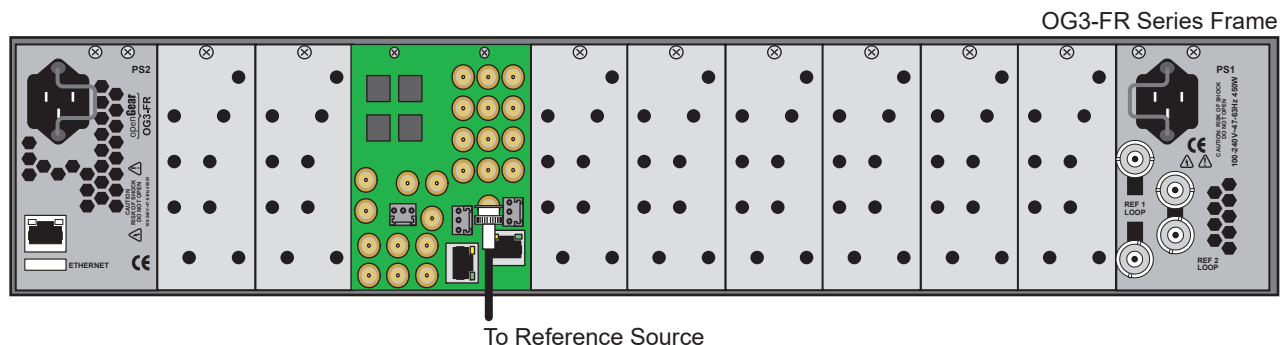 OG3-FR Series Frame
PS2
openGear
OG3-FR
CAUTION
RISK OF SHOCK
DO NOT OPEN
ETHERNET
CE
PS1
CAUTION: RISK OF SHOCK
DO NOT OPEN
100-240V~47-63Hz 450W
CE
REF 1
LOOP
REF 2
LOOP
To Reference Source